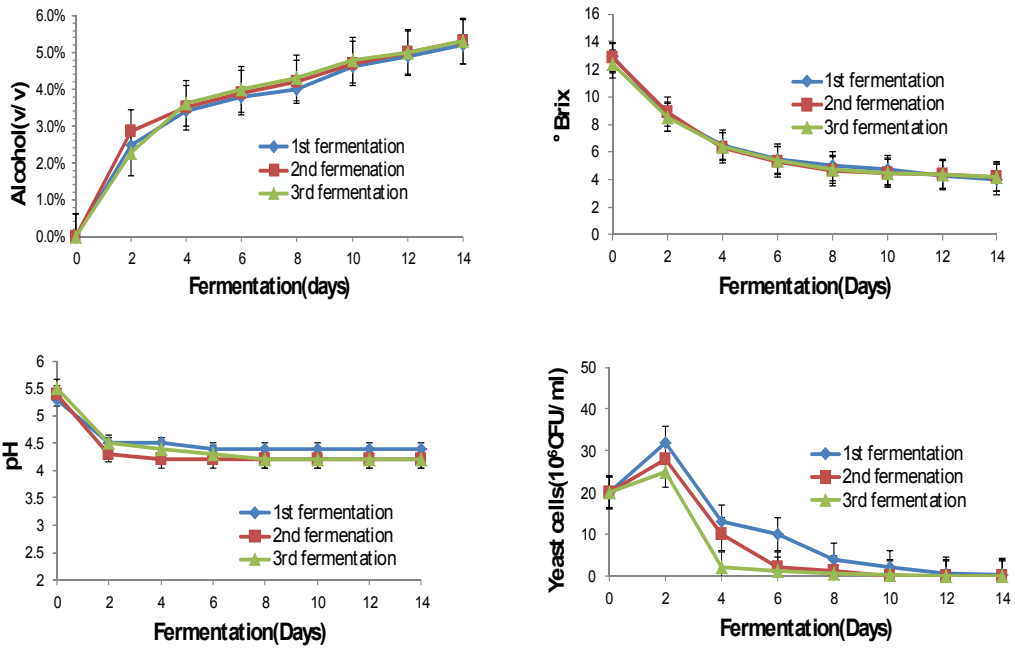 6.0%
5.0%
4.0%
3.0%
2.0%
1.0%
0.0%
Alcohol(v/v)
1st fermentation
2nd fermenation
3rd fermentation
0 2 4 6 8 10 12 14
Fermentation(days)
16
14
12
10
8
6
4
2
0
° Brix
1st fermentation
2nd fermenation
3rd fermentation
0 2 4 6 8 10 12 14
Fermentation(Days)
6
5.5
5
4.5
4
3.5
3
2.5
2
pH
1st fermentation
2nd fermenation
3rd fermentation
0 2 4 6 8 10 12 14
Fermentation(Days)
50
40
30
20
10
0
Yeast cells(10⁶CFU/ml)
1st fermentation
2nd fermenation
3rd fermentation
0 2 4 6 8 10 12 14
Fermentation(Days)